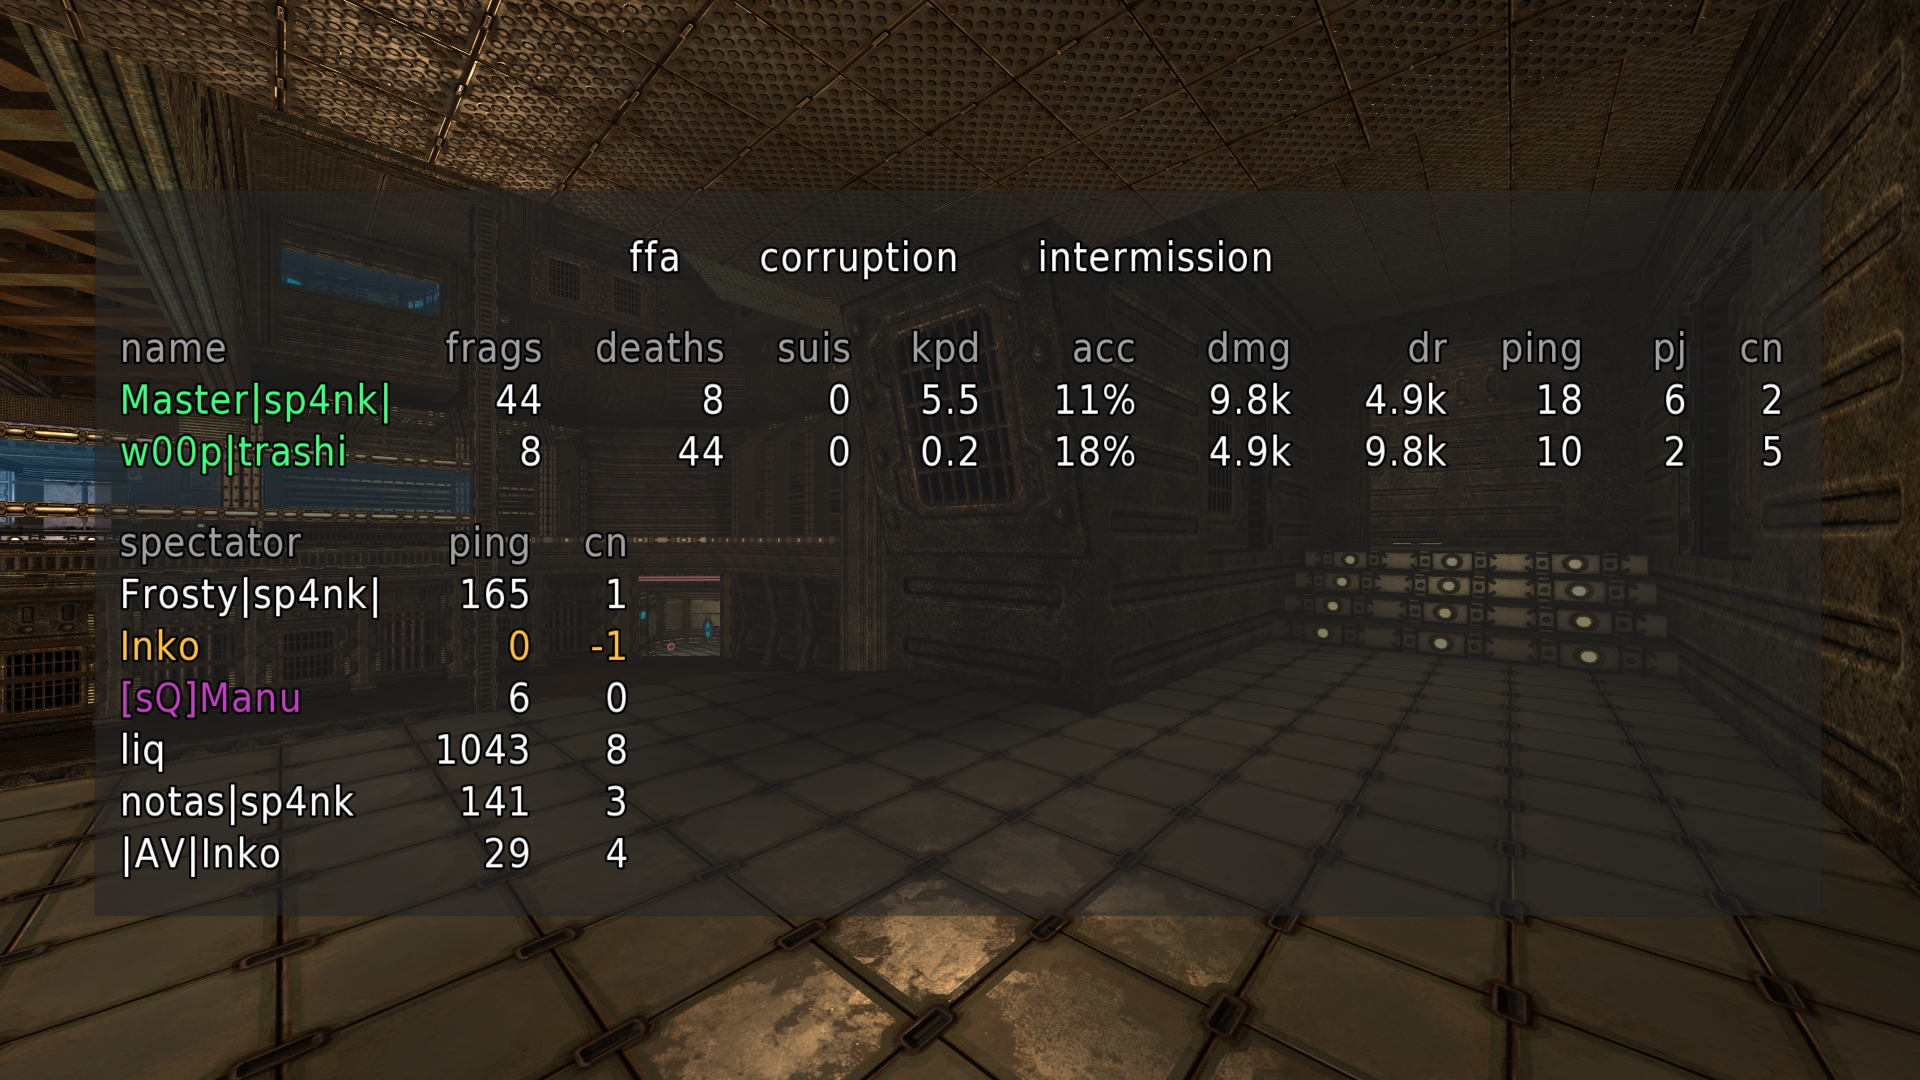 ffa corruption intermission
name frags deaths suis kpd acc dmg dr ping pj cn
Master|sp4nk| 44 8 0 5.5 11% 9.8k 4.9k 18 6 2
w00p|trashi 8 44 0 0.2 18% 4.9k 9.8k 10 2 5
spectator ping cn
Frosty|sp4nk| 165 1
Inko 0 -1
[sQ]Manu 6 0
liq 1043 8
notas|sp4nk 141 3
|AV|Inko 29 4